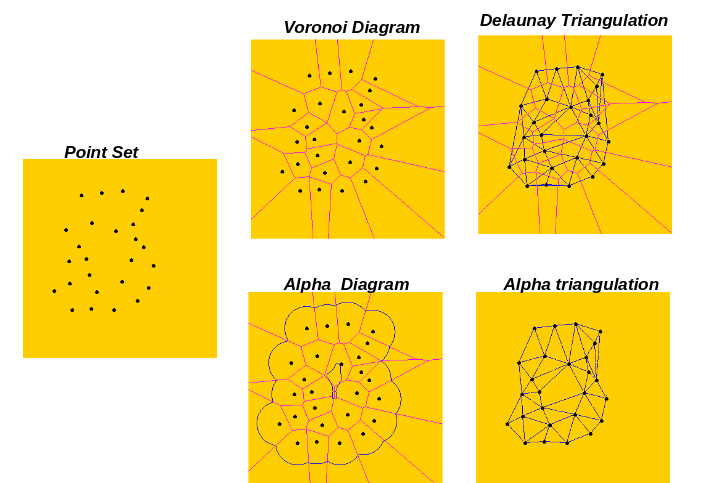 Voronoi Diagram
Delaunay Triangulation
Point Set
Alpha  Diagram
Alpha triangulation